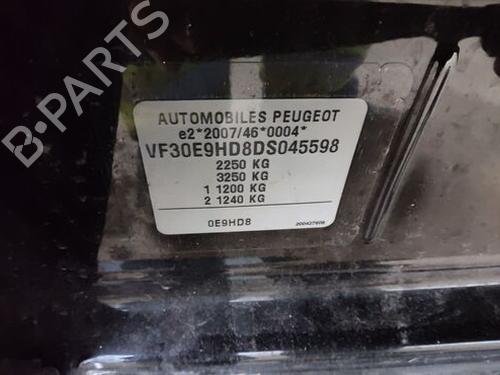 B-PARTS
AUTOMOBILES PEUGEOT
e2*2007/46*0004*
VF30E9HD8DS045598
2250 KG
3250 KG
1 1200 KG
2 1240 KG
0E9HD8